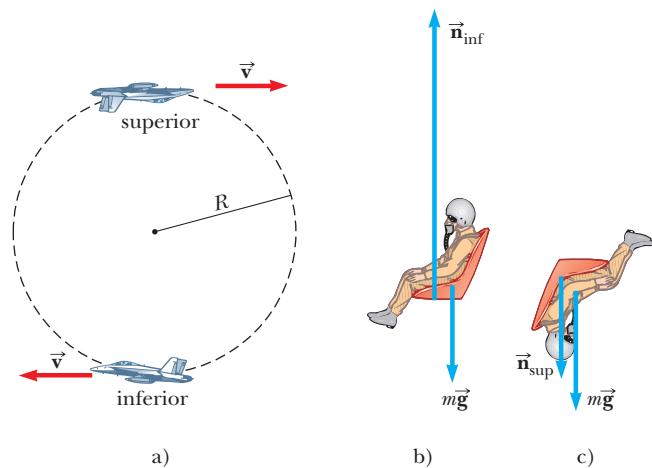 v⃗
superior
R
v⃗
inferior
a)
n⃗inf
mg⃗
b)
n⃗sup
mg⃗
c)